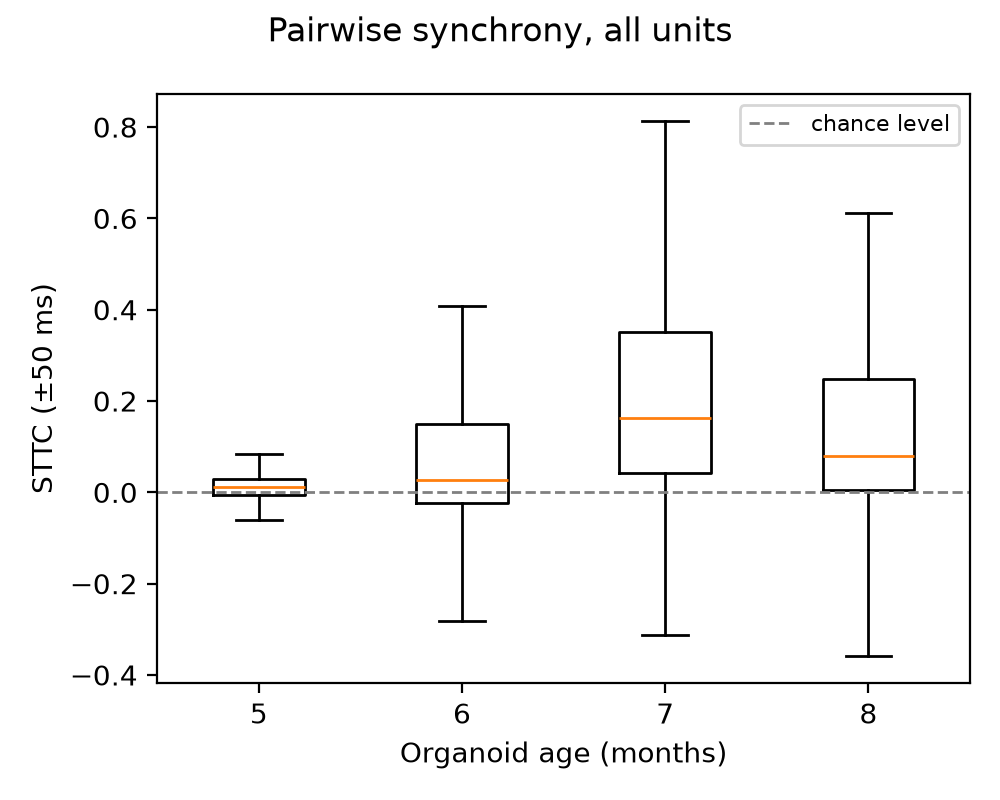 Pairwise synchrony, all units
chance level
0.8
0.6
0.4
0.2
0.0
−0.2
−0.4
STTC (±50 ms)
5 6 7 8
Organoid age (months)